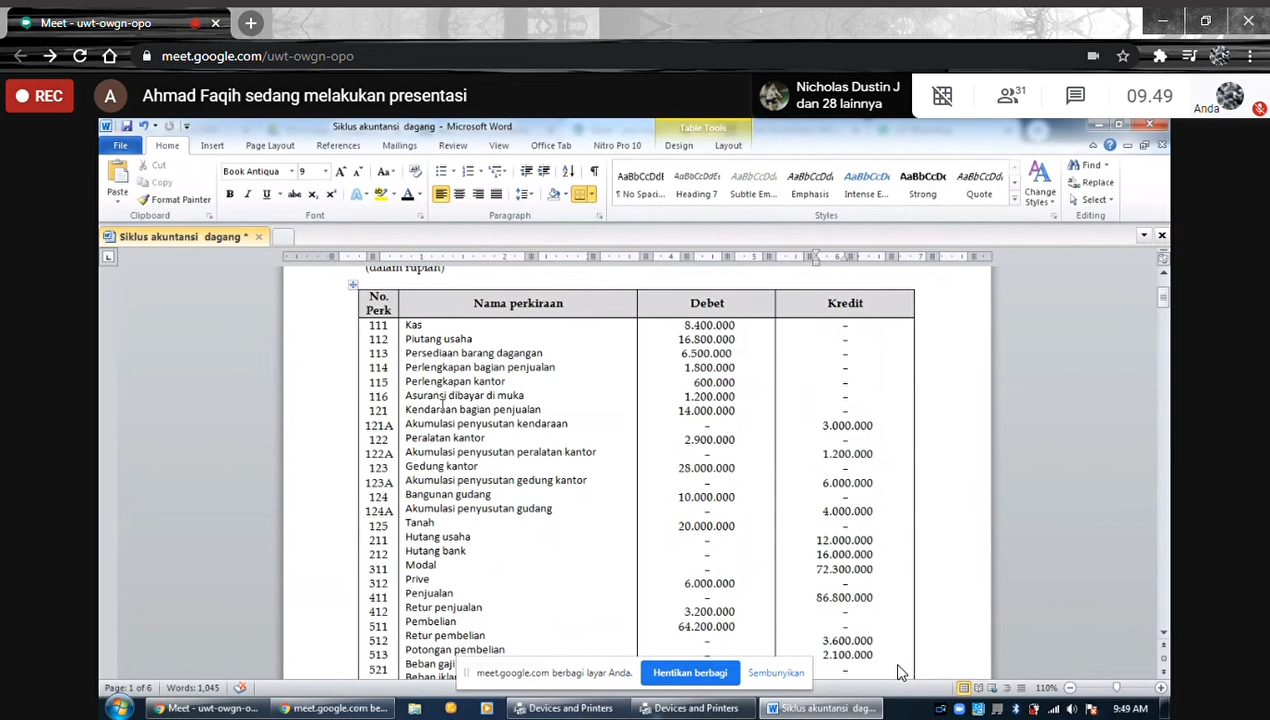 Meet - uwt-owgn-opo
meet.google.com/uwt-owgn-opo
REC
A
Ahmad Faqih sedang melakukan presentasi
Nicholas Dustin J
dan 28 lainnya
31
09.49
Anda
Siklus akuntansi dagang - Microsoft Word
Table Tools
File Home Insert Page Layout References Mailings Review View Office Tab Nitro Pro 10 Design Layout
Paste
Cut
Copy
Format Painter
Clipboard
Book Antiqua 9
Font
Paragraph
AaBbCcDc AaBbCcDc AaBbCcDc AaBbCcDc AaBbCcDc AaBbCcDc AaBbCcDc
¶ No Spaci... Heading 7 Subtle Em... Emphasis Intense E... Strong Quote
Styles
Change
Styles
Find
Replace
Select
Editing
Siklus akuntansi dagang *
(dalam rupiah)
No. Perk Nama perkiraan Debet Kredit
111 Kas 8.400.000 –
112 Piutang usaha 16.800.000 –
113 Persediaan barang dagangan 6.500.000 –
114 Perlengkapan bagian penjualan 1.800.000 –
115 Perlengkapan kantor 600.000 –
116 Asuransi dibayar di muka 1.200.000 –
121 Kendaraan bagian penjualan 14.000.000 –
121A Akumulasi penyusutan kendaraan – 3.000.000
122 Peralatan kantor 2.900.000 –
122A Akumulasi penyusutan peralatan kantor – 1.200.000
123 Gedung kantor 28.000.000 –
123A Akumulasi penyusutan gedung kantor – 6.000.000
124 Bangunan gudang 10.000.000 –
124A Akumulasi penyusutan gudang – 4.000.000
125 Tanah 20.000.000 –
211 Hutang usaha – 12.000.000
212 Hutang bank – 16.000.000
311 Modal – 72.300.000
312 Prive 6.000.000 –
411 Penjualan – 86.800.000
412 Retur penjualan 3.200.000 –
511 Pembelian 64.200.000 –
512 Retur pembelian – 3.600.000
513 Potongan pembelian – 2.100.000
521 Beban gaji –
Beban iklan
meet.google.com berbagi layar Anda. Hentikan berbagi Sembunyikan
Page: 1 of 6 Words: 1,045 110%
Meet - uwt-owgn-o... meet.google.com be... Devices and Printers Devices and Printers Siklus akuntansi dag... 9:49 AM